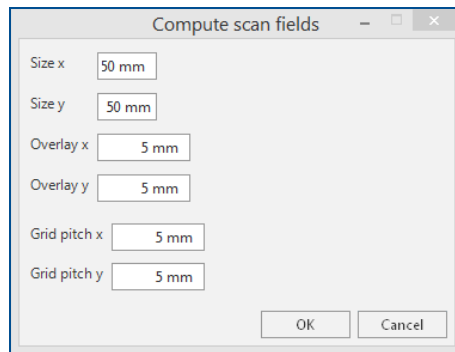 Compute scan fields
Size x 50 mm
Size y 50 mm
Overlay x 5 mm
Overlay y 5 mm
Grid pitch x 5 mm
Grid pitch y 5 mm
OK Cancel